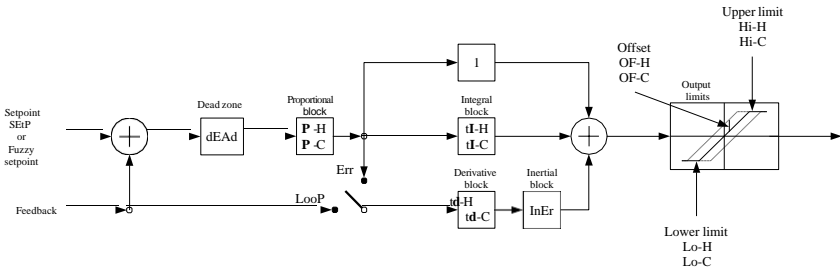 Upper limit
Hi-H
Hi-C
Offset
OF-H
OF-C
Output
limits
1
Dead zone
Proportional
block
Integral
block
Setpoint
SEtP
or
Fuzzy
setpoint
dEAd
P -H
P -C
tI-H
tI-C
Err
Derivative
block
Inertial
block
LooP
Feedback
td-H
td-C
InEr
Lower limit
Lo-H
Lo-C